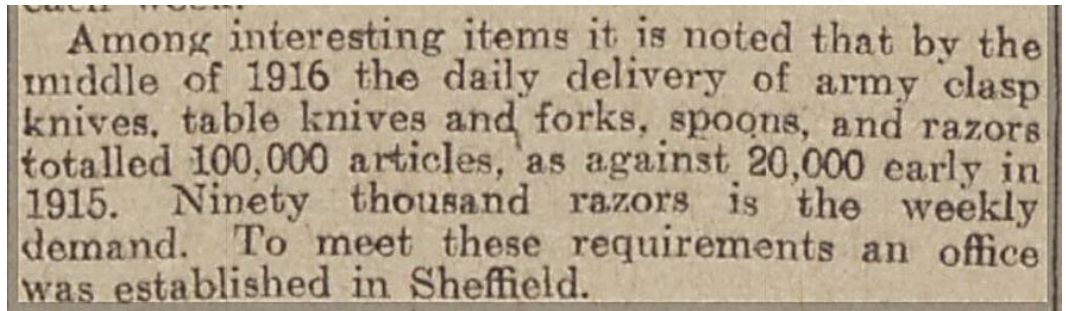 Among interesting items it is noted that by the
middle of 1916 the daily delivery of army clasp
knives, table knives and forks, spoons, and razors
totalled 100,000 articles, as against 20,000 early in
1915. Ninety thousand razors is the weekly
demand. To meet these requirements an office
was established in Sheffield.